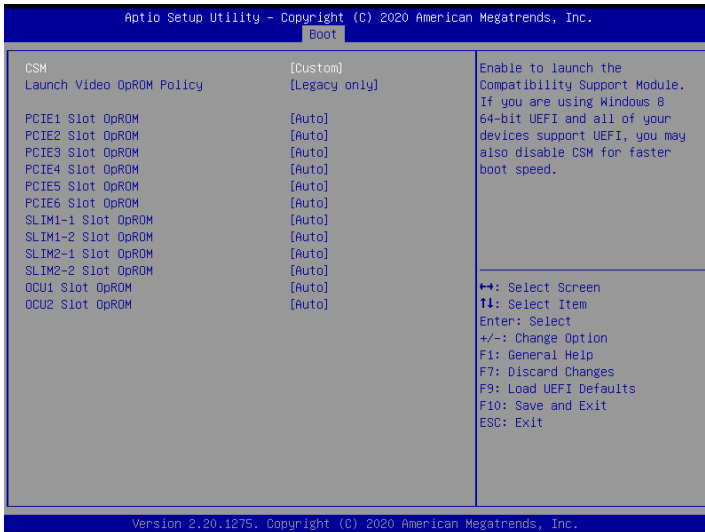 Aptio Setup Utility – Copyright (C) 2020 American Megatrends, Inc.
Boot
CSM [Custom]
Launch Video OpROM Policy [Legacy only]
PCIE1 Slot OpROM [Auto]
PCIE2 Slot OpROM [Auto]
PCIE3 Slot OpROM [Auto]
PCIE4 Slot OpROM [Auto]
PCIE5 Slot OpROM [Auto]
PCIE6 Slot OpROM [Auto]
SLIM1-1 Slot OpROM [Auto]
SLIM1-2 Slot OpROM [Auto]
SLIM2-1 Slot OpROM [Auto]
SLIM2-2 Slot OpROM [Auto]
OCU1 Slot OpROM [Auto]
OCU2 Slot OpROM [Auto]
Enable to launch the
Compatibility Support Module.
If you are using Windows 8
64-bit UEFI and all of your
devices support UEFI, you may
also disable CSM for faster
boot speed.
↔: Select Screen
↑↓: Select Item
Enter: Select
+/-: Change Option
F1: General Help
F7: Discard Changes
F9: Load UEFI Defaults
F10: Save and Exit
ESC: Exit
Version 2.20.1275. Copyright (C) 2020 American Megatrends, Inc.